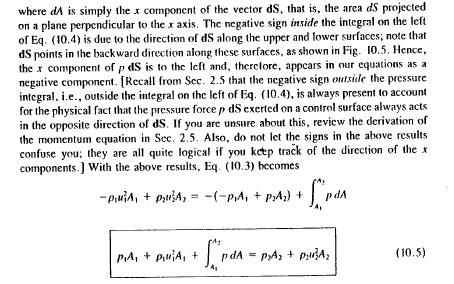 where dA is simply the x component of the vector dS, that is, the area dS projected
on a plane perpendicular to the x axis. The negative sign inside the integral on the left
of Eq. (10.4) is due to the direction of dS along the upper and lower surfaces; note that
dS points in the backward direction along these surfaces, as shown in Fig. 10.5. Hence,
the x component of p dS is to the left and, therefore, appears in our equations as a
negative component. [Recall from Sec. 2.5 that the negative sign outside the pressure
integral, i.e., outside the integral on the left of Eq. (10.4), is always present to account
for the physical fact that the pressure force p dS exerted on a control surface always acts
in the opposite direction of dS. If you are unsure about this, review the derivation of
the momentum equation in Sec. 2.5. Also, do not let the signs in the above results
confuse you; they are all quite logical if you keep track of the direction of the x
components.] With the above results, Eq. (10.3) becomes
−ρ₁u₁²A₁ + ρ₂u₂²A₂ = −(−p₁A₁ + p₂A₂) + ∫_{A₁}^{A₂} p dA
p₁A₁ + ρ₁u₁²A₁ + ∫_{A₁}^{A₂} p dA = p₂A₂ + ρ₂u₂²A₂ (10.5)